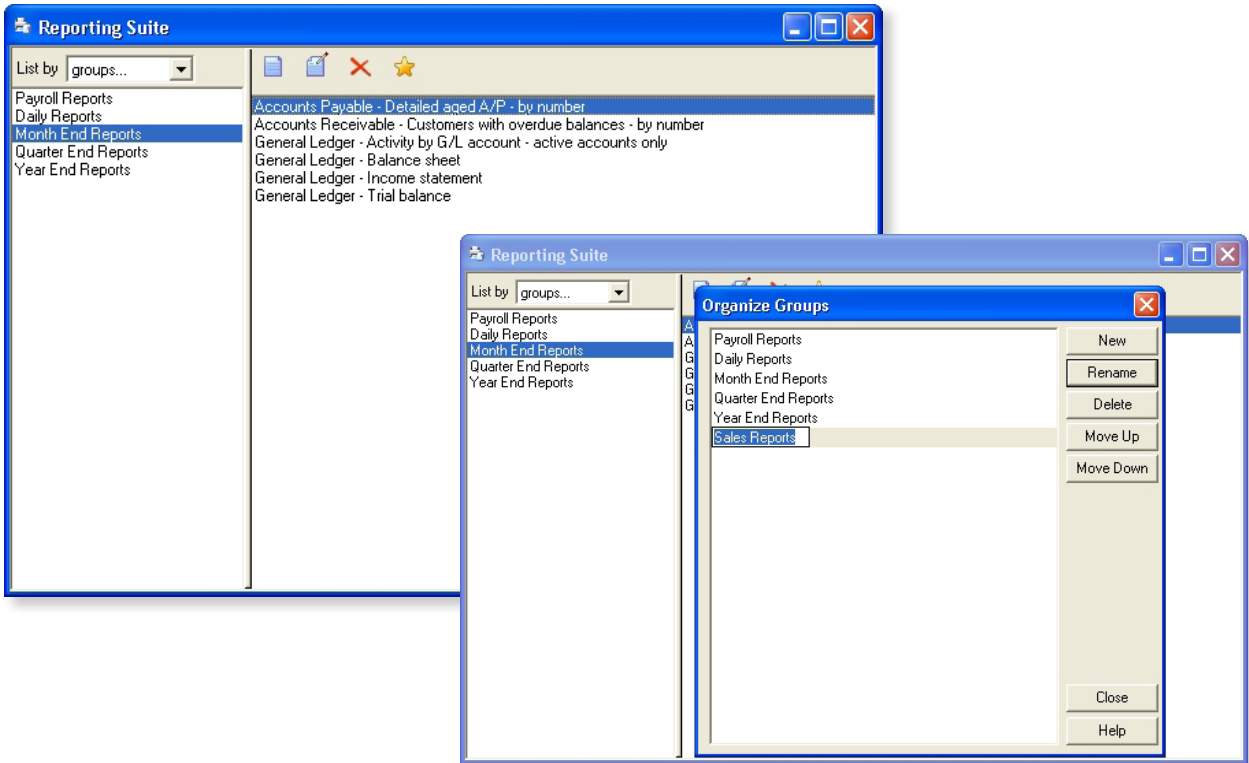 Reporting Suite
List by groups...
Payroll Reports
Daily Reports
Month End Reports
Quarter End Reports
Year End Reports
Accounts Payable - Detailed aged A/P - by number
Accounts Receivable - Customers with overdue balances - by number
General Ledger - Activity by G/L account - active accounts only
General Ledger - Balance sheet
General Ledger - Income statement
General Ledger - Trial balance
Reporting Suite
List by groups...
Payroll Reports
Daily Reports
Month End Reports
Quarter End Reports
Year End Reports
A
A
G
G
G
G
Organize Groups
Payroll Reports
Daily Reports
Month End Reports
Quarter End Reports
Year End Reports
Sales Reports
New
Rename
Delete
Move Up
Move Down
Close
Help